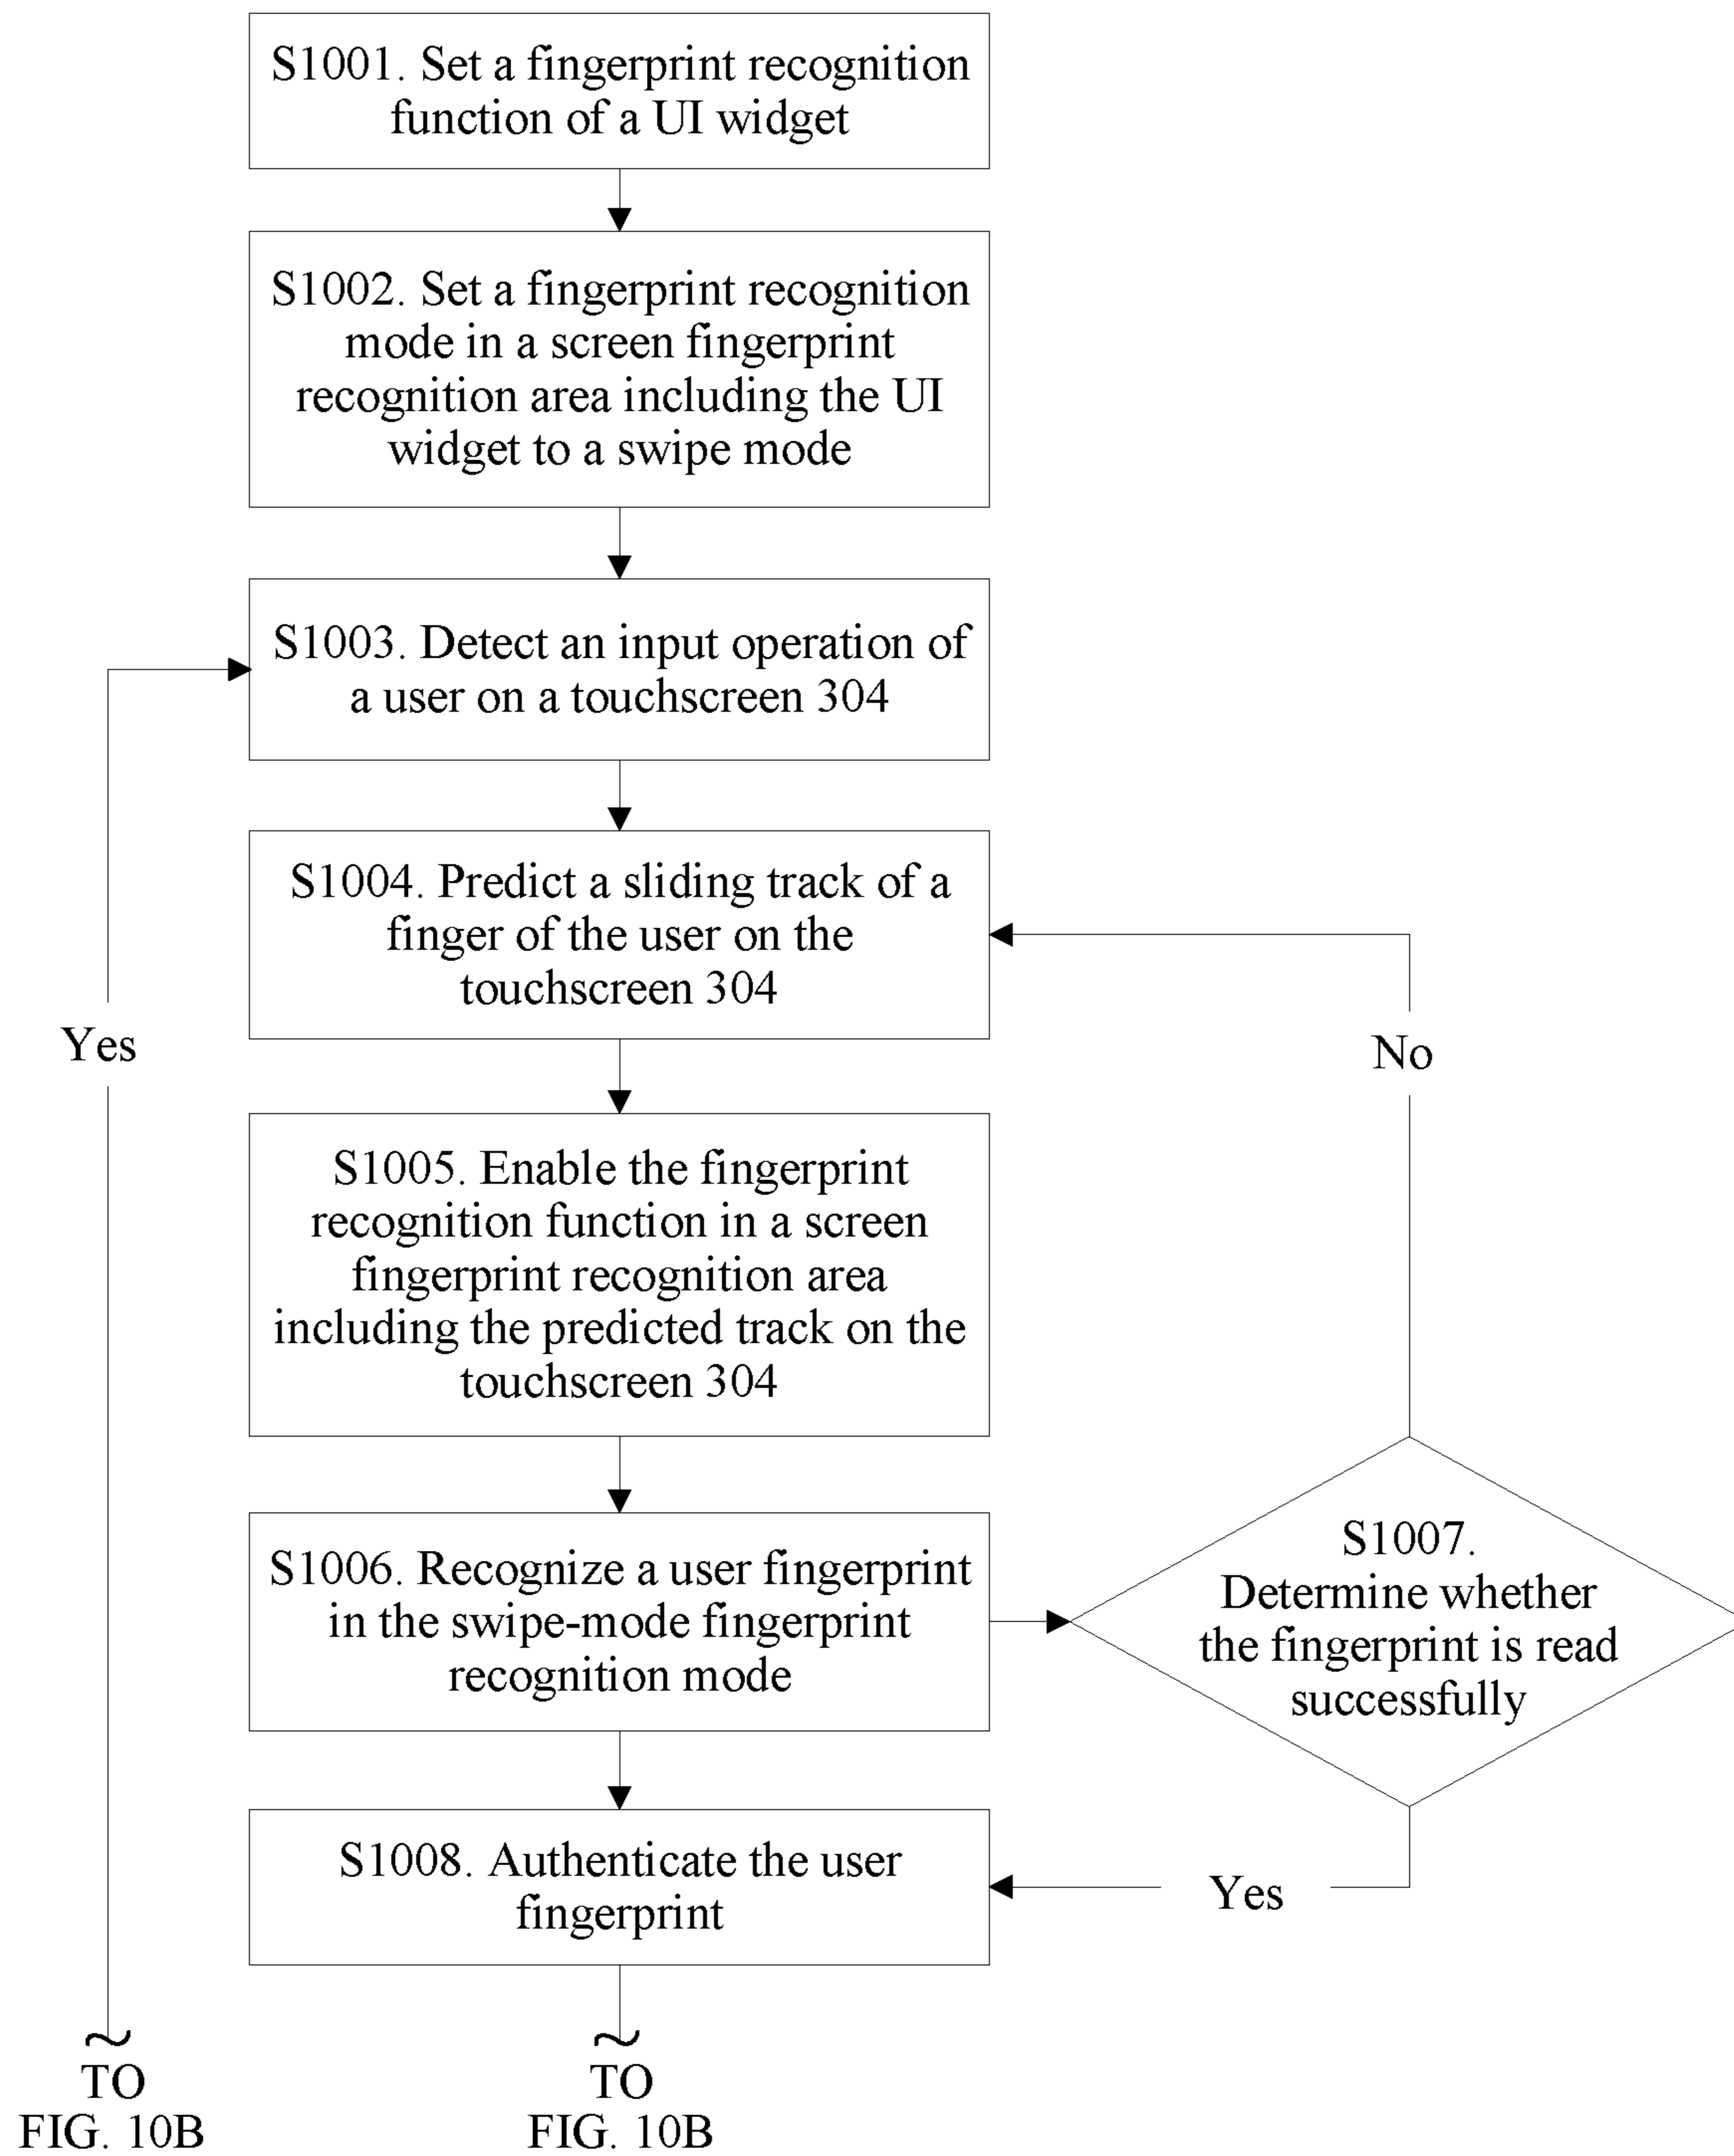 S1001. Set a fingerprint recognition
function of a UI widget
S1002. Set a fingerprint recognition
mode in a screen fingerprint
recognition area including the UI
widget to a swipe mode
S1003. Detect an input operation of
a user on a touchscreen 304
S1004. Predict a sliding track of a
finger of the user on the
touchscreen 304
Yes
No
S1005. Enable the fingerprint
recognition function in a screen
fingerprint recognition area
including the predicted track on the
touchscreen 304
S1006. Recognize a user fingerprint
in the swipe-mode fingerprint
recognition mode
S1007.
Determine whether
the fingerprint is read
successfully
S1008. Authenticate the user
fingerprint
Yes
TO
FIG. 10B
TO
FIG. 10B